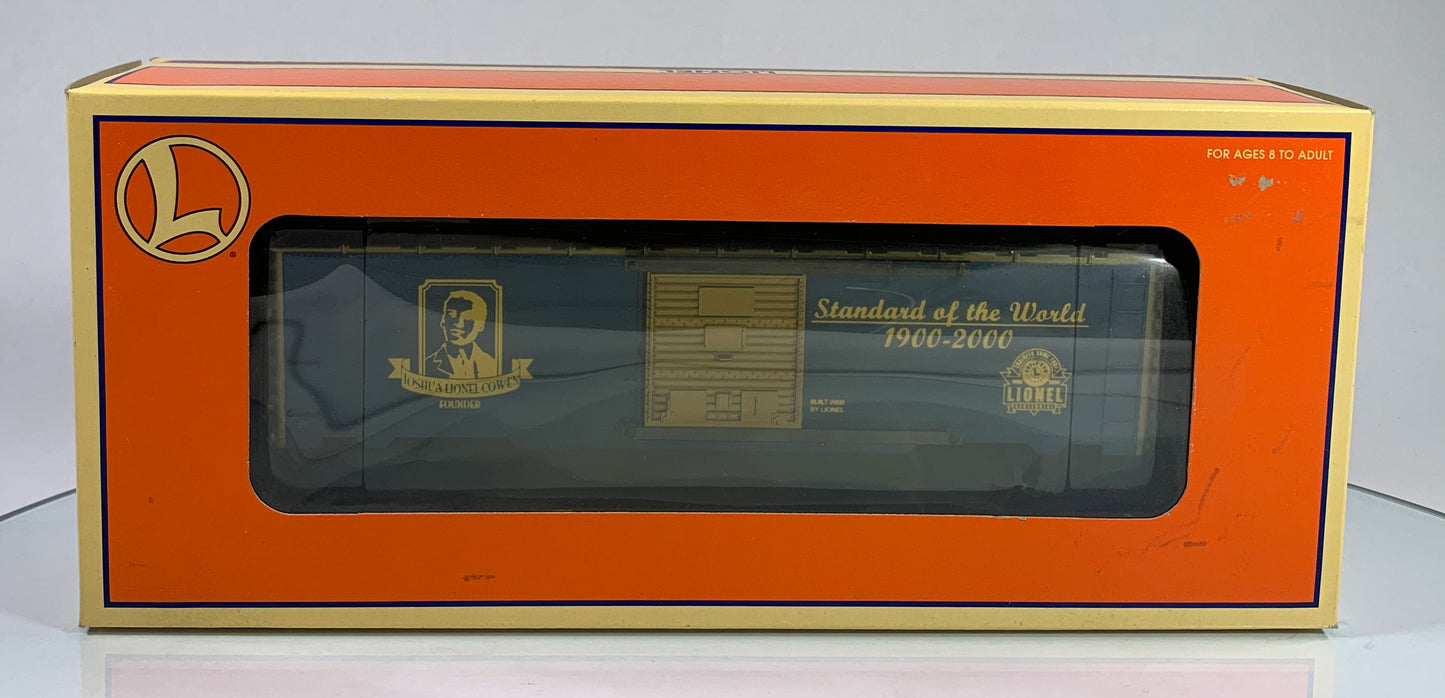 LIONEL
FOR AGES 8 TO ADULT
L
Standard of the World
1900-2000
JOSHUA LIONEL COWEN
FOUNDER
BUILT 2000
BY LIONEL
LIONEL